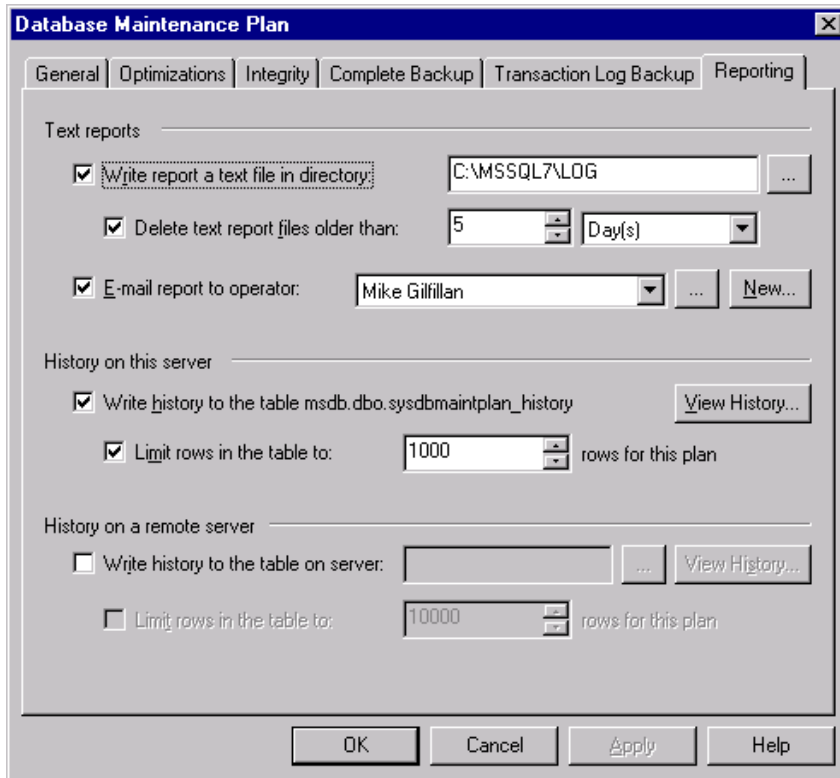 Database Maintenance Plan
General Optimizations Integrity Complete Backup Transaction Log Backup Reporting
Text reports
Write report a text file in directory: C:\MSSQL7\LOG ...
Delete text report files older than: 5 Day(s)
E-mail report to operator: Mike Gilfillan ... New...
History on this server
Write history to the table msdb.dbo.sysdbmaintplan_history View History...
Limit rows in the table to: 1000 rows for this plan
History on a remote server
Write history to the table on server: ... View History...
Limit rows in the table to: 10000 rows for this plan
OK Cancel Apply Help